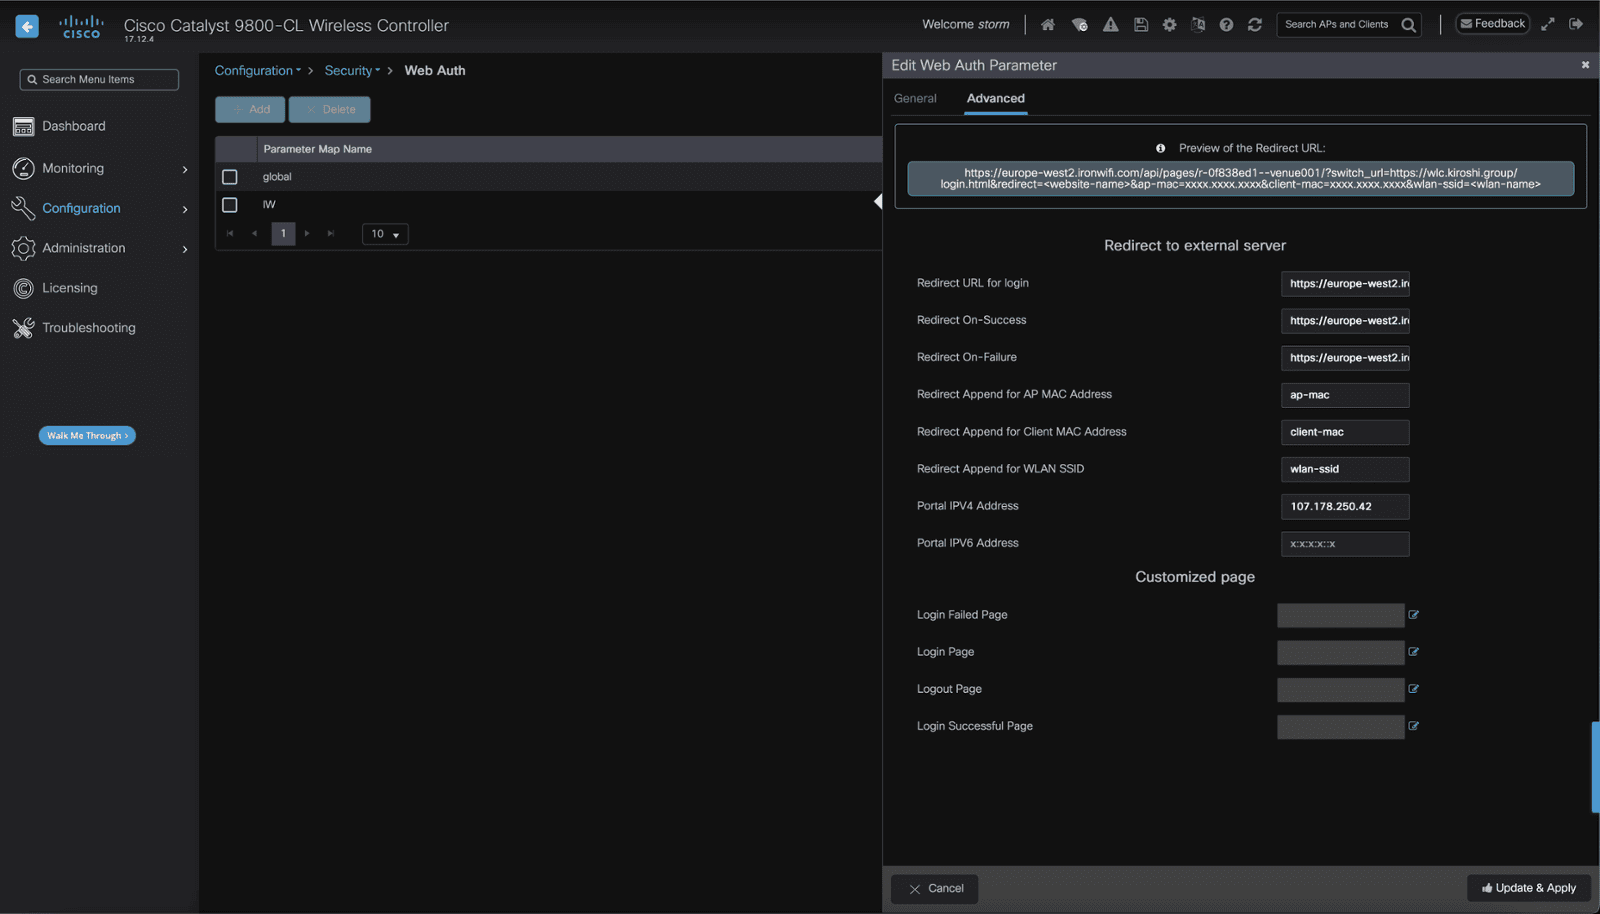 Cisco Catalyst 9800-CL Wireless Controller
17.12.4
CISCO
Welcome storm
Search APs and Clients
Feedback
Search Menu Items
Dashboard
Monitoring
Configuration
Administration
Licensing
Troubleshooting
Walk Me Through >
Configuration > Security > Web Auth
+ Add
× Delete
Parameter Map Name
global
IW
1
10
Edit Web Auth Parameter
General
Advanced
Preview of the Redirect URL:
https://europe-west2.ironwifi.com/api/pages/r-0f838ed1--venue001/?switch_url=https://wlc.kiroshi.group/
login.html&redirect=<website-name>&ap-mac=xxxx.xxxx.xxxx&client-mac=xxxx.xxxx.xxxx&wlan-ssid=<wlan-name>
Redirect to external server
Redirect URL for login https://europe-west2.ir
Redirect On-Success https://europe-west2.ir
Redirect On-Failure https://europe-west2.ir
Redirect Append for AP MAC Address ap-mac
Redirect Append for Client MAC Address client-mac
Redirect Append for WLAN SSID wlan-ssid
Portal IPV4 Address 107.178.250.42
Portal IPV6 Address x:x:x:x::x
Customized page
Login Failed Page
Login Page
Logout Page
Login Successful Page
Cancel
Update & Apply